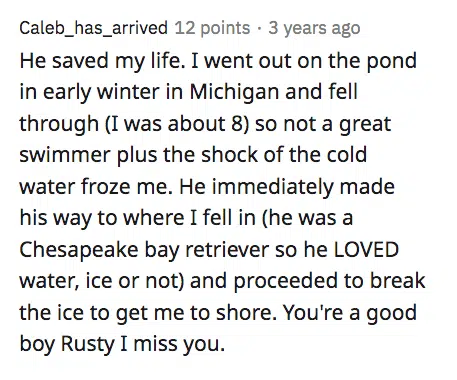 Caleb_has_arrived 12 points · 3 years ago
He saved my life. I went out on the pond
in early winter in Michigan and fell
through (I was about 8) so not a great
swimmer plus the shock of the cold
water froze me. He immediately made
his way to where I fell in (he was a
Chesapeake bay retriever so he LOVED
water, ice or not) and proceeded to break
the ice to get me to shore. You're a good
boy Rusty I miss you.